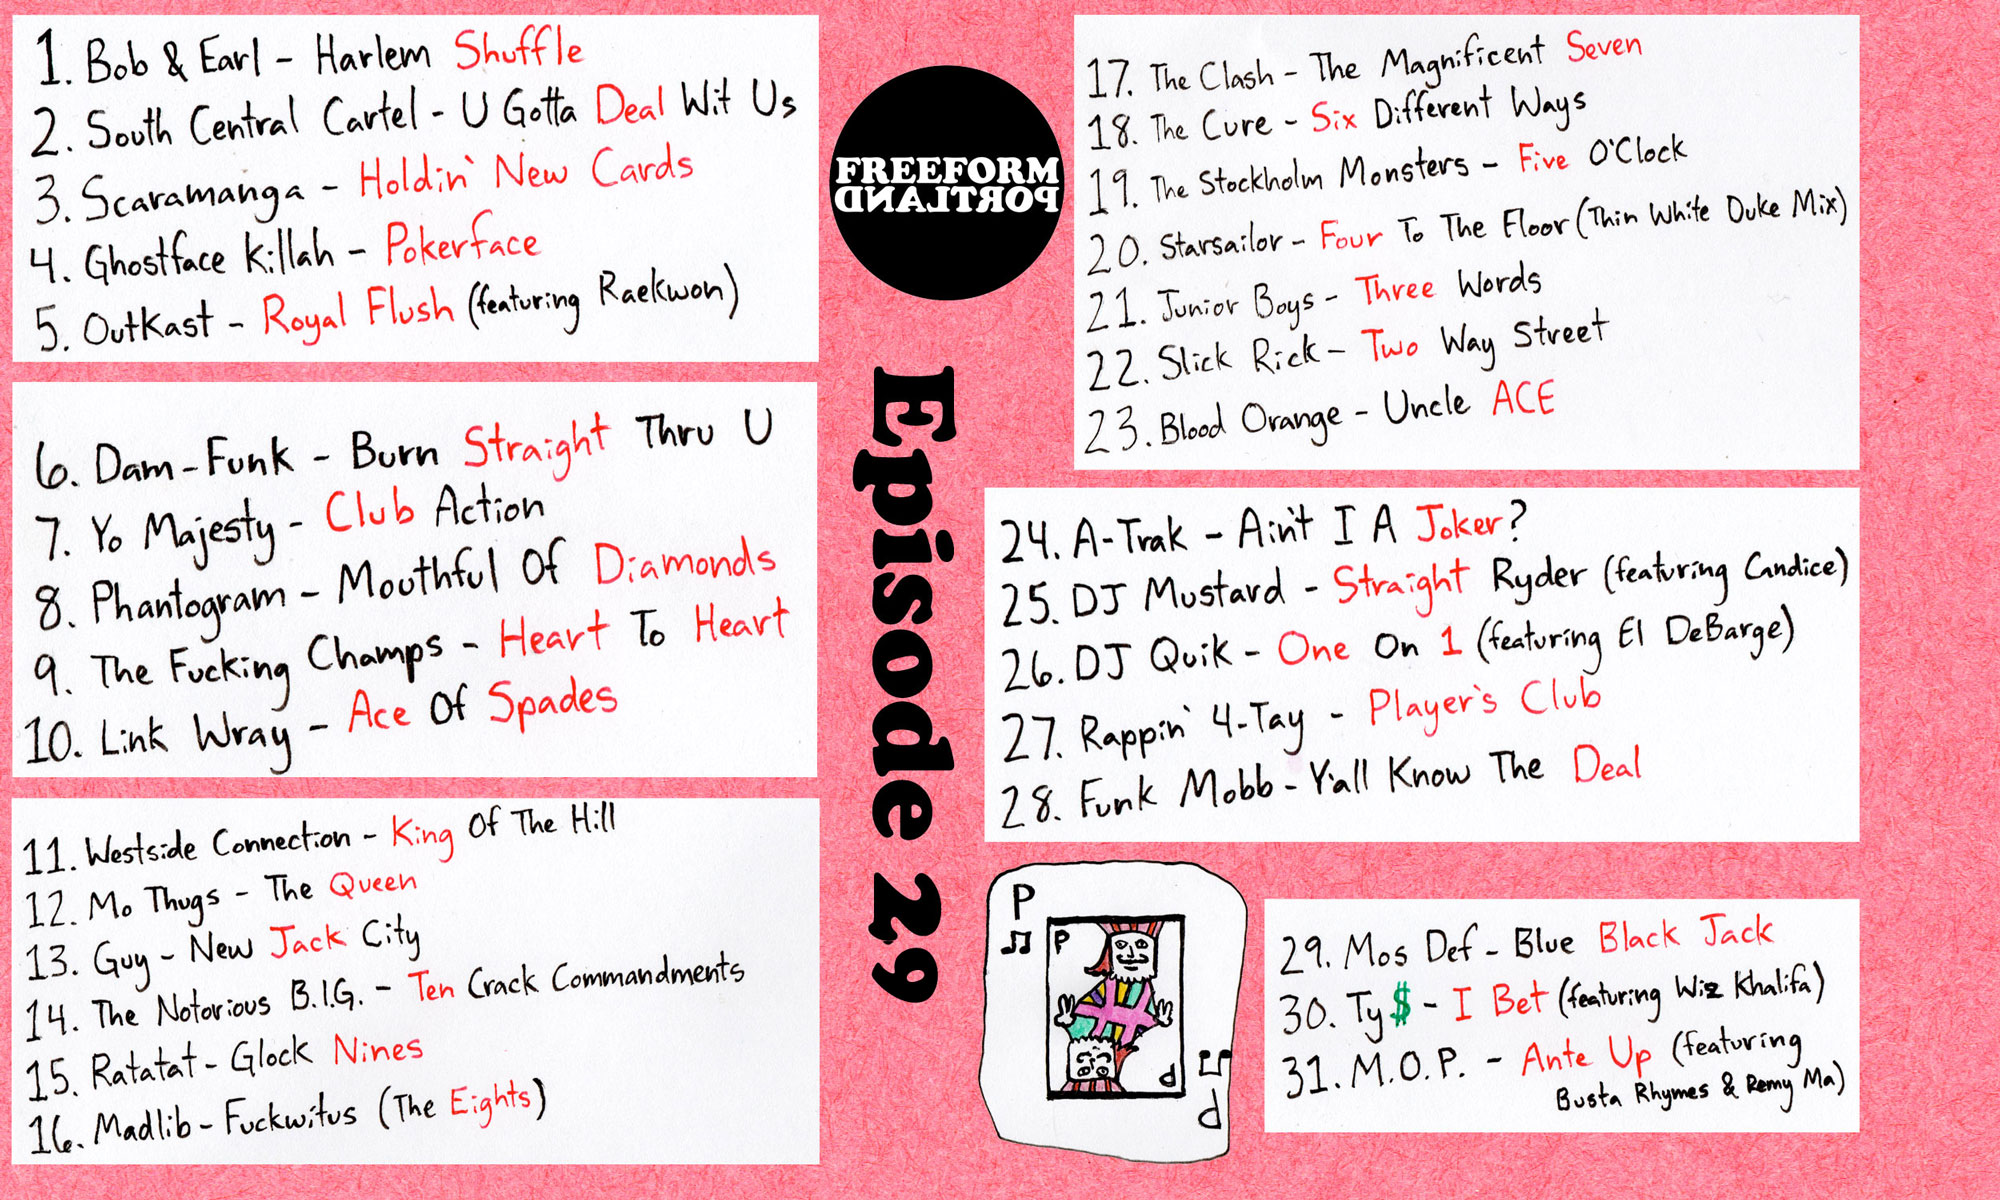 1. Bob & Earl - Harlem Shuffle
2. South Central Cartel - U Gotta Deal Wit Us
3. Scaramanga - Holdin' New Cards
4. Ghostface Killah - Pokerface
5. OutKast - Royal Flush (featuring Raekwon)
6. Dam-Funk - Burn Straight Thru U
7. Yo Majesty - Club Action
8. Phantogram - Mouthful Of Diamonds
9. The Fucking Champs - Heart To Heart
10. Link Wray - Ace Of Spades
11. Westside Connection - King Of The Hill
12. Mo Thugs - The Queen
13. Guy - New Jack City
14. The Notorious B.I.G. - Ten Crack Commandments
15. Ratatat - Glock Nines
16. Madlib - Fuckwitus (The Eights)
FREEFORM
PORTLAND
Episode 29
17. The Clash - The Magnificent Seven
18. The Cure - Six Different Ways
19. The Stockholm Monsters - Five O'Clock
20. Starsailor - Four To The Floor (Thin White Duke Mix)
21. Junior Boys - Three Words
22. Slick Rick - Two Way Street
23. Blood Orange - Uncle ACE
24. A-Trak - Ain't I A Joker?
25. DJ Mustard - Straight Ryder (featuring Candice)
26. DJ Quik - One On 1 (featuring El DeBarge)
27. Rappin' 4-Tay - Player's Club
28. Funk Mobb - Y'all Know The Deal
P
P
P
P
29. Mos Def - Blue Black Jack
30. Ty$ - I Bet (featuring Wiz Khalifa)
31. M.O.P. - Ante Up (featuring
Busta Rhymes & Remy Ma)